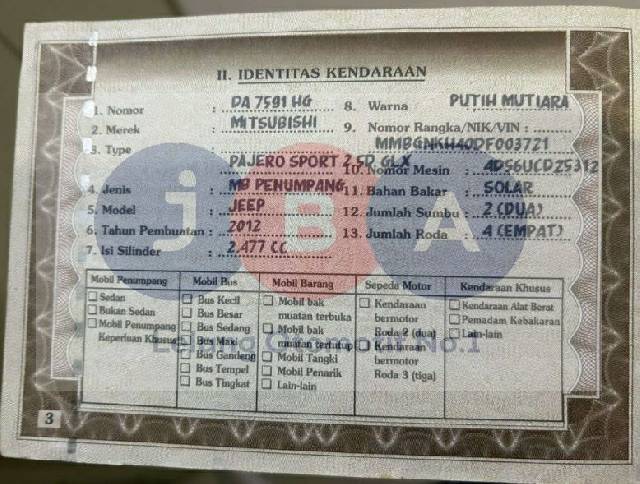 II. IDENTITAS KENDARAAN
1. Nomor : DA 7591 HG
2. Merek : MITSUBISHI
3. Type : PAJERO SPORT 2,5D GLX
4. Jenis : MB PENUMPANG
5. Model : JEEP
6. Tahun Pembuatan : 2012
7. Isi Silinder : 2.477 CC
8. Warna : PUTIH MUTIARA
9. Nomor Rangka/NIK/VIN :
MMBGNKH40DF003721
10. Nomor Mesin : 4D56UCDZ5312
11. Bahan Bakar : SOLAR
12. Jumlah Sumbu : 2 (DUA)
13. Jumlah Roda : 4 (EMPAT)
jBA
Lelang Otomotif No.1
Mobil Penumpang
Sedan
Bukan Sedan
Mobil Penumpang
Keperluan Khusus
Mobil Bus
Bus Kecil
Bus Besar
Bus Sedang
Bus Gandeng
Bus Tempel
Bus Tingkat
Mobil Barang
Mobil bak
muatan terbuka
Mobil bak
muatan tertutup
Mobil Tangki
Mobil Penarik
Lain-lain
Sepeda Motor
Kendaraan
bermotor
Roda 2 (dua)
Kendaraan
bermotor
Roda 3 (tiga)
Kendaraan Khusus
Kendaraan Alat Berat
Pemadam Kebakaran
Lain-lain
3